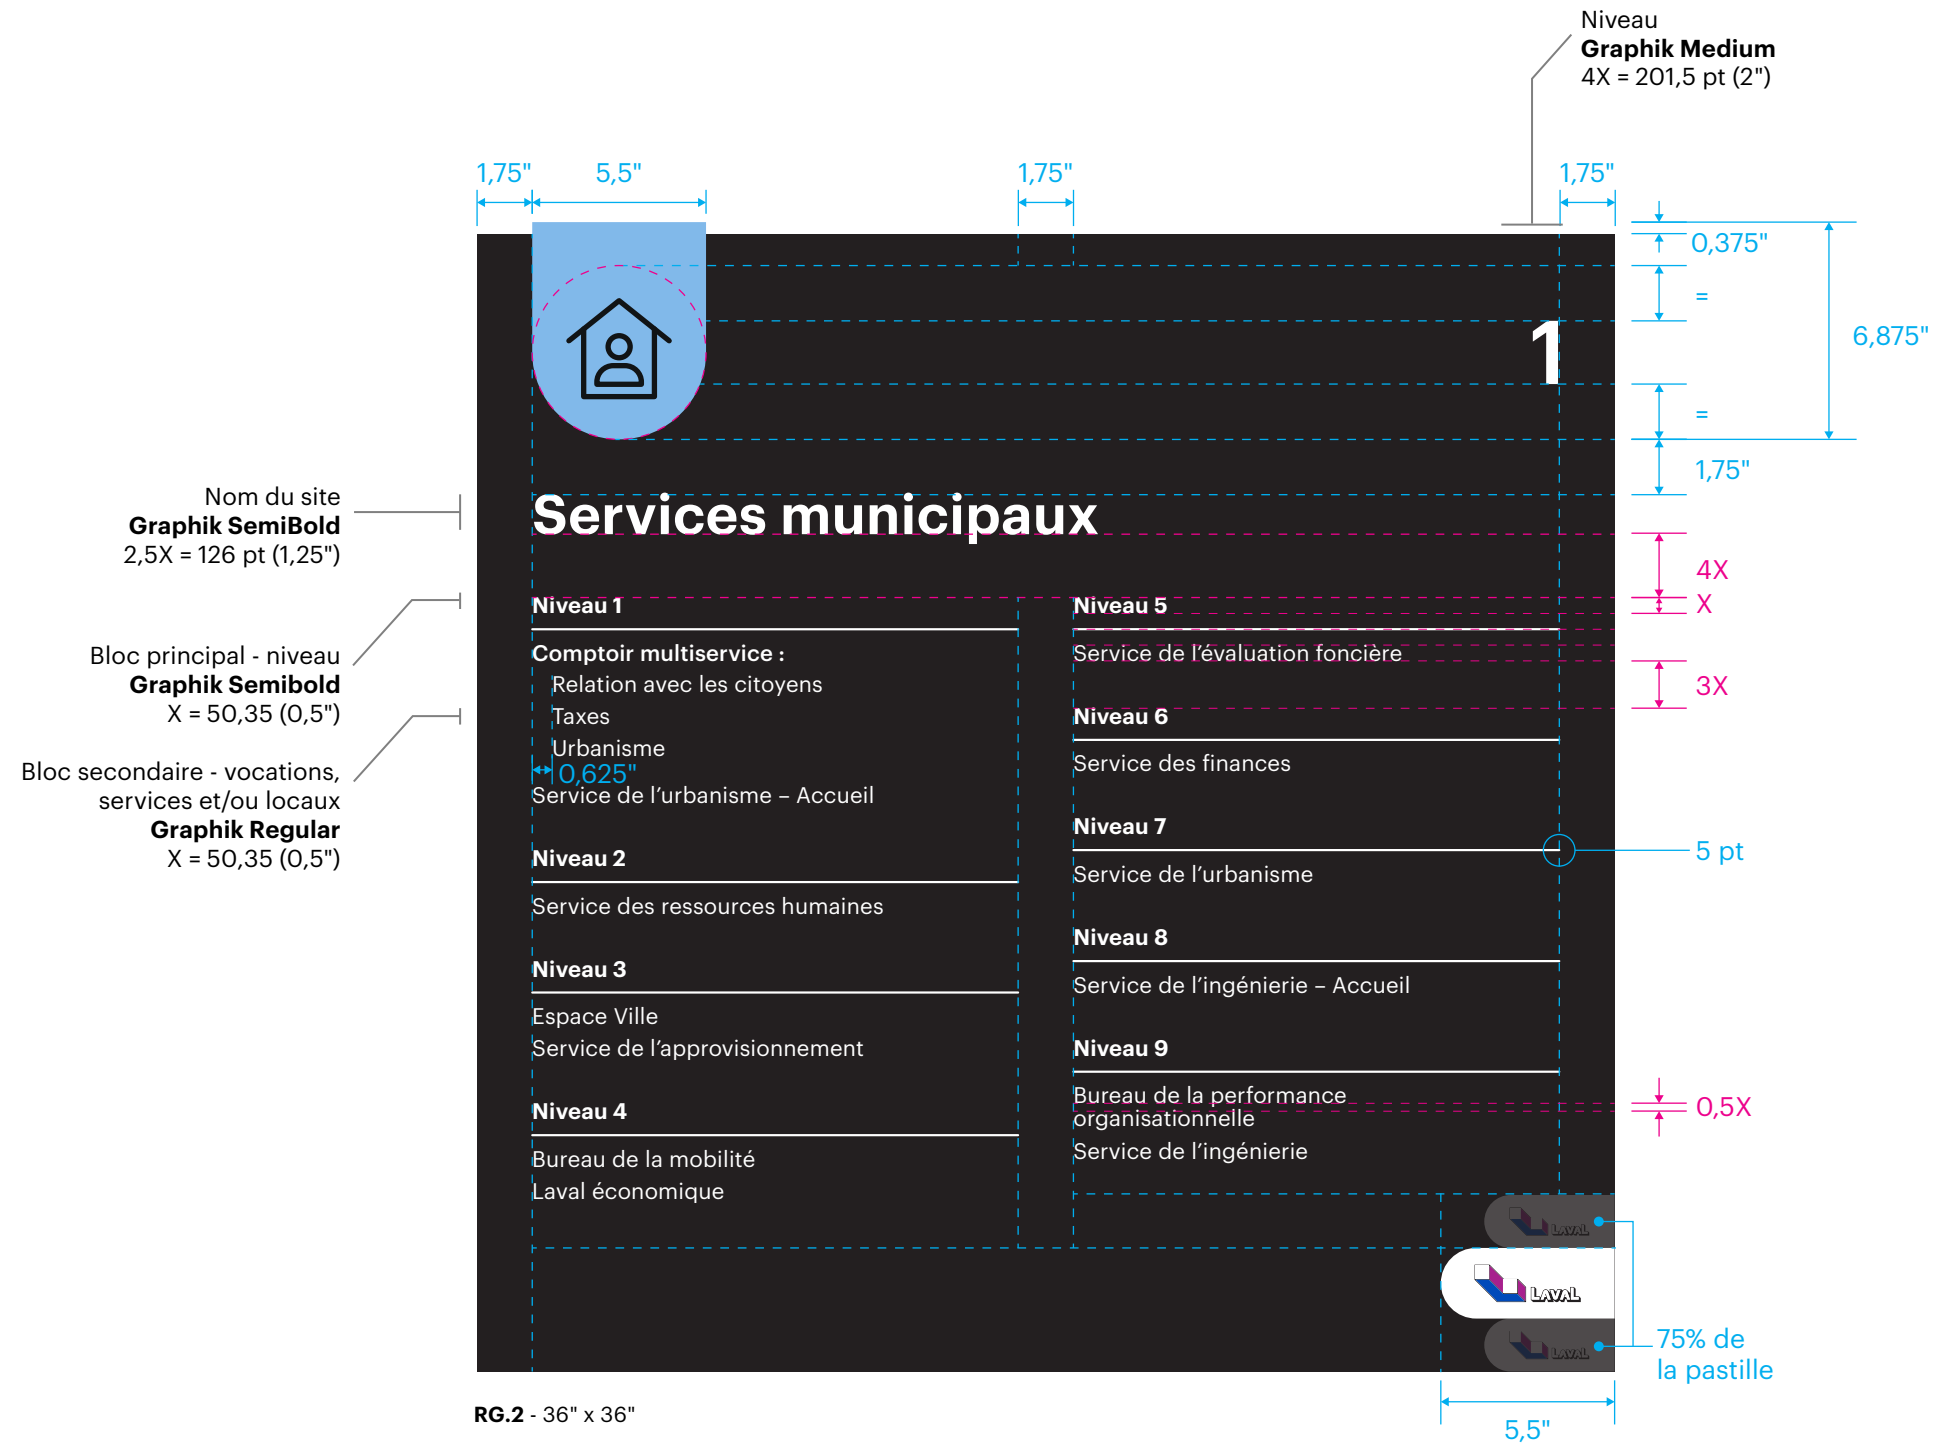 Niveau
Graphik Medium
4X = 201,5 pt (2")
1,75"
5,5"
1,75"
1,75"
0,375"
=
6,875"
1
=
1,75"
Nom du site
Graphik SemiBold
2,5X = 126 pt (1,25")
Services municipaux
4X
X
Bloc principal - niveau
Graphik Semibold
X = 50,35 (0,5")
Bloc secondaire - vocations,
services et/ou locaux
Graphik Regular
X = 50,35 (0,5")
Niveau 1
Comptoir multiservice :
Relation avec les citoyens
Taxes
Urbanisme
0,625"
Service de l’urbanisme – Accueil
Niveau 2
Service des ressources humaines
Niveau 3
Espace Ville
Service de l’approvisionnement
Niveau 4
Bureau de la mobilité
Laval économique
Niveau 5
Service de l’évaluation foncière
3X
Niveau 6
Service des finances
Niveau 7
5 pt
Service de l’urbanisme
Niveau 8
Service de l’ingénierie – Accueil
Niveau 9
Bureau de la performance
organisationnelle
0,5X
Service de l’ingénierie
LAVAL
LAVAL
LAVAL
75% de
la pastille
5,5"
RG.2 - 36" x 36"